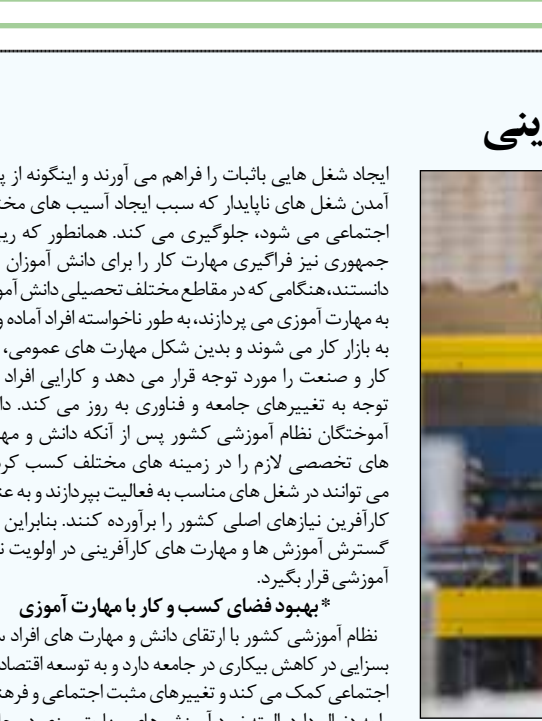 ینی
ایجاد شغل هایی باثبات را فراهم می آورند و اینگونه از
آمدن شغل های ناپایدار که سبب ایجاد آسیب های
اجتماعی می شود، جلوگیری می کند. همانطور که
جمهوری نیز فراگیری مهارت کار را برای دانش آموزان
دانستند،هنگامی که در مقاطع مختلف تحصیلی دانش
به مهارت آموزی می پردازند،به طور ناخواسته افراد آماده
به بازار کار می شوند و بدین شکل مهارت های عمومی،
کار و صنعت را مورد توجه قرار می دهد و کارایی افراد
توجه به تغییرهای جامعه و فناوری به روز می کند.
آموختگان نظام آموزشی کشور پس از آنکه دانش و
های تخصصی لازم را در زمینه های مختلف کسب
می توانند در شغل های مناسب به فعالیت بپردازند و به
کارآفرین نیازهای اصلی کشور را برآورده کنند. بنابراین
گسترش آموزش ها و مهارت های کارآفرینی در اولویت
آموزشی قرار بگیرد.
*بهبود فضای کسب و کار با مهارت آموزی
نظام آموزشی کشور با ارتقای دانش و مهارت های افراد
بسزایی در کاهش بیکاری در جامعه دارد و به توسعه
اجتماعی کمک می کند و تغییرهای مثبت اجتماعی و